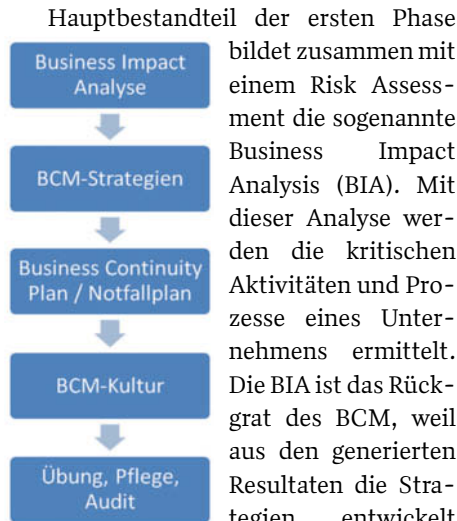 Hauptbestandteil der ersten Phase
bildet zusammen mit
einem Risk Assess-
ment die sogenannte
Business Impact
Analysis (BIA). Mit
dieser Analyse wer-
den die kritischen
Aktivitäten und Pro-
zesse eines Unter-
nehmens ermittelt.
Die BIA ist das Rück-
grat des BCM, weil
aus den generierten
Resultaten die Stra-
tegien entwickelt
Business Impact
Analyse
BCM-Strategien
Business Continuity
Plan / Notfallplan
BCM-Kultur
Übung, Pflege,
Audit